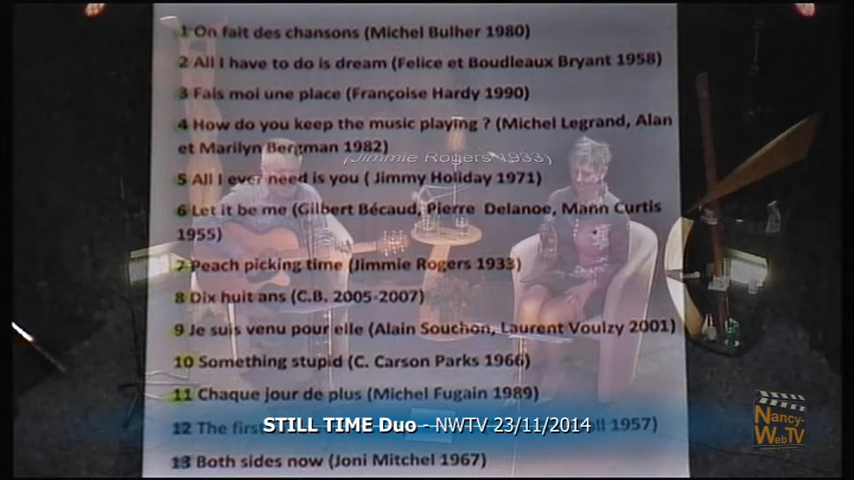 1 On fait des chansons (Michel Bulher 1980)
2 All I have to do is dream (Felice et Boudleaux Bryant 1958)
3 Fais moi une place (Françoise Hardy 1990)
4 How do you keep the music playing ? (Michel Legrand, Alan
et Marilyn Bergman 1982)
(Jimmie Rogers 1933)
5 All I ever need is you ( Jimmy Holiday 1971)
6 Let it be me (Gilbert Bécaud, Pierre Delanoe, Mann Curtis
1955)
7 Peach picking time (Jimmie Rogers 1933)
8 Dix huit ans (C.B. 2005-2007)
9 Je suis venu pour elle (Alain Souchon, Laurent Voulzy 2001)
10 Something stupid (C. Carson Parks 1966)
11 Chaque jour de plus (Michel Fugain 1989)
12 The first 1957)
STILL TIME Duo - NWTV 23/11/2014
13 Both sides now (Joni Mitchel 1967)
Nancy-
WebTV